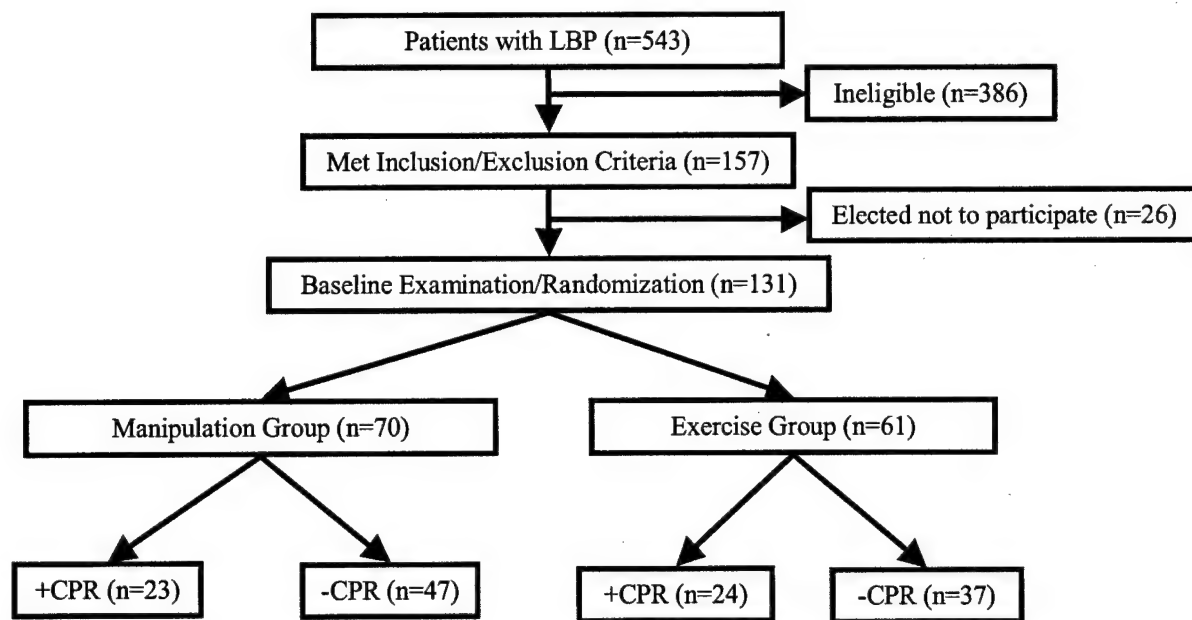 Patients with LBP (n=543)
Ineligible (n=386)
Met Inclusion/Exclusion Criteria (n=157)
Elected not to participate (n=26)
Baseline Examination/Randomization (n=131)
Manipulation Group (n=70)
Exercise Group (n=61)
+CPR (n=23)
-CPR (n=47)
+CPR (n=24)
-CPR (n=37)